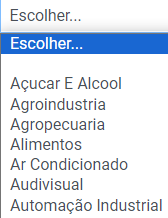 Escolher...
Escolher...
Açucar E Alcool
Agroindustria
Agropecuaria
Alimentos
Ar Condicionado
Audivisual
Automação Industrial